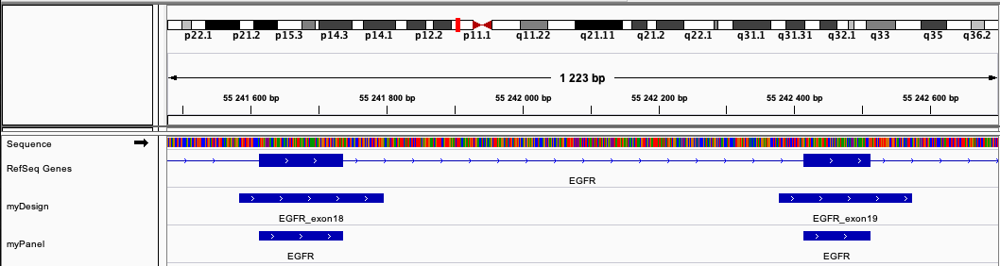 p22.1 p21.2 p15.3 p14.3 p14.1 p12.2 p11.1 q11.22 q21.11 q21.2 q22.1 q31.1 q31.31 q32.1 q33 q35 q36.2
1 223 bp
55 241 600 bp 55 241 800 bp 55 242 000 bp 55 242 200 bp 55 242 400 bp 55 242 600 bp
Sequence
RefSeq Genes
EGFR
myDesign
EGFR_exon18 EGFR_exon19
myPanel
EGFR EGFR